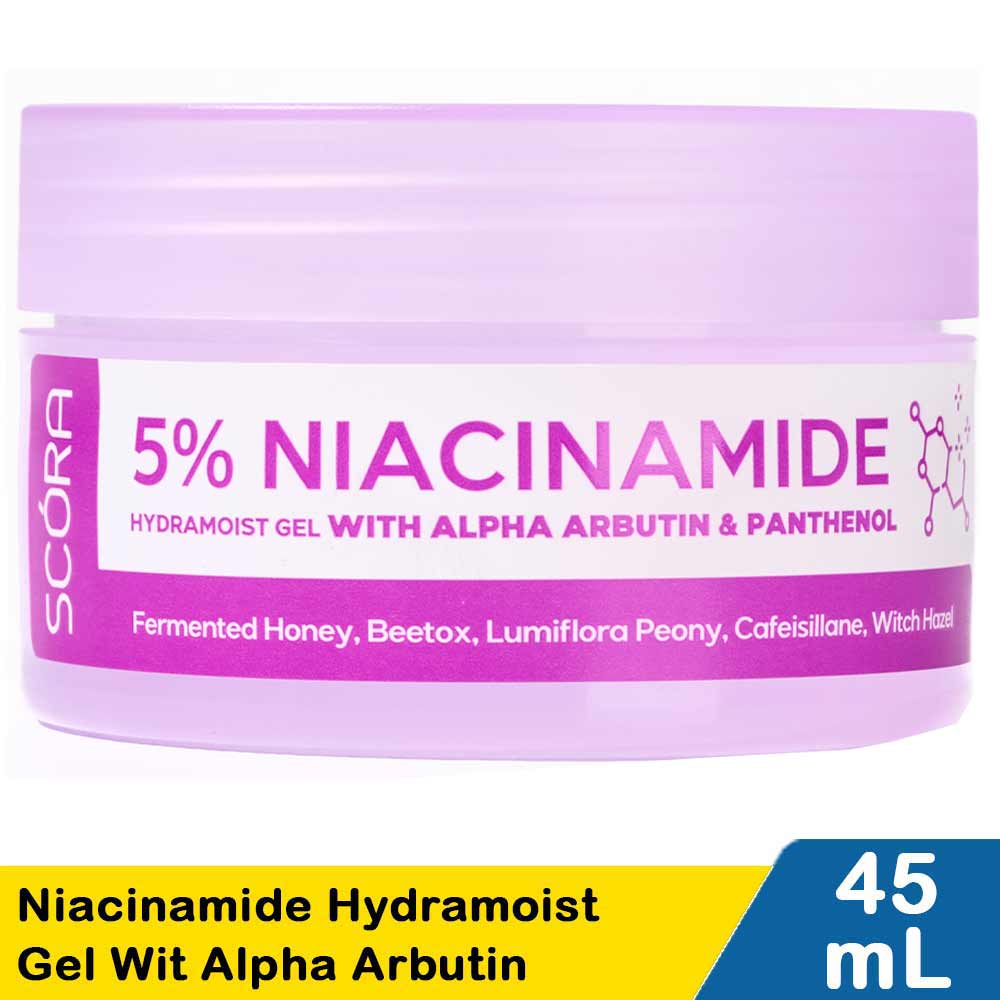 SCÓRA
5% NIACINAMIDE
HYDRAMOIST GEL WITH ALPHA ARBUTIN & PANTHENOL
Fermented Honey, Beetox, Lumiflora Peony, Cafeisillane, Witch Hazel
Niacinamide Hydramoist
Gel Wit Alpha Arbutin
45
mL